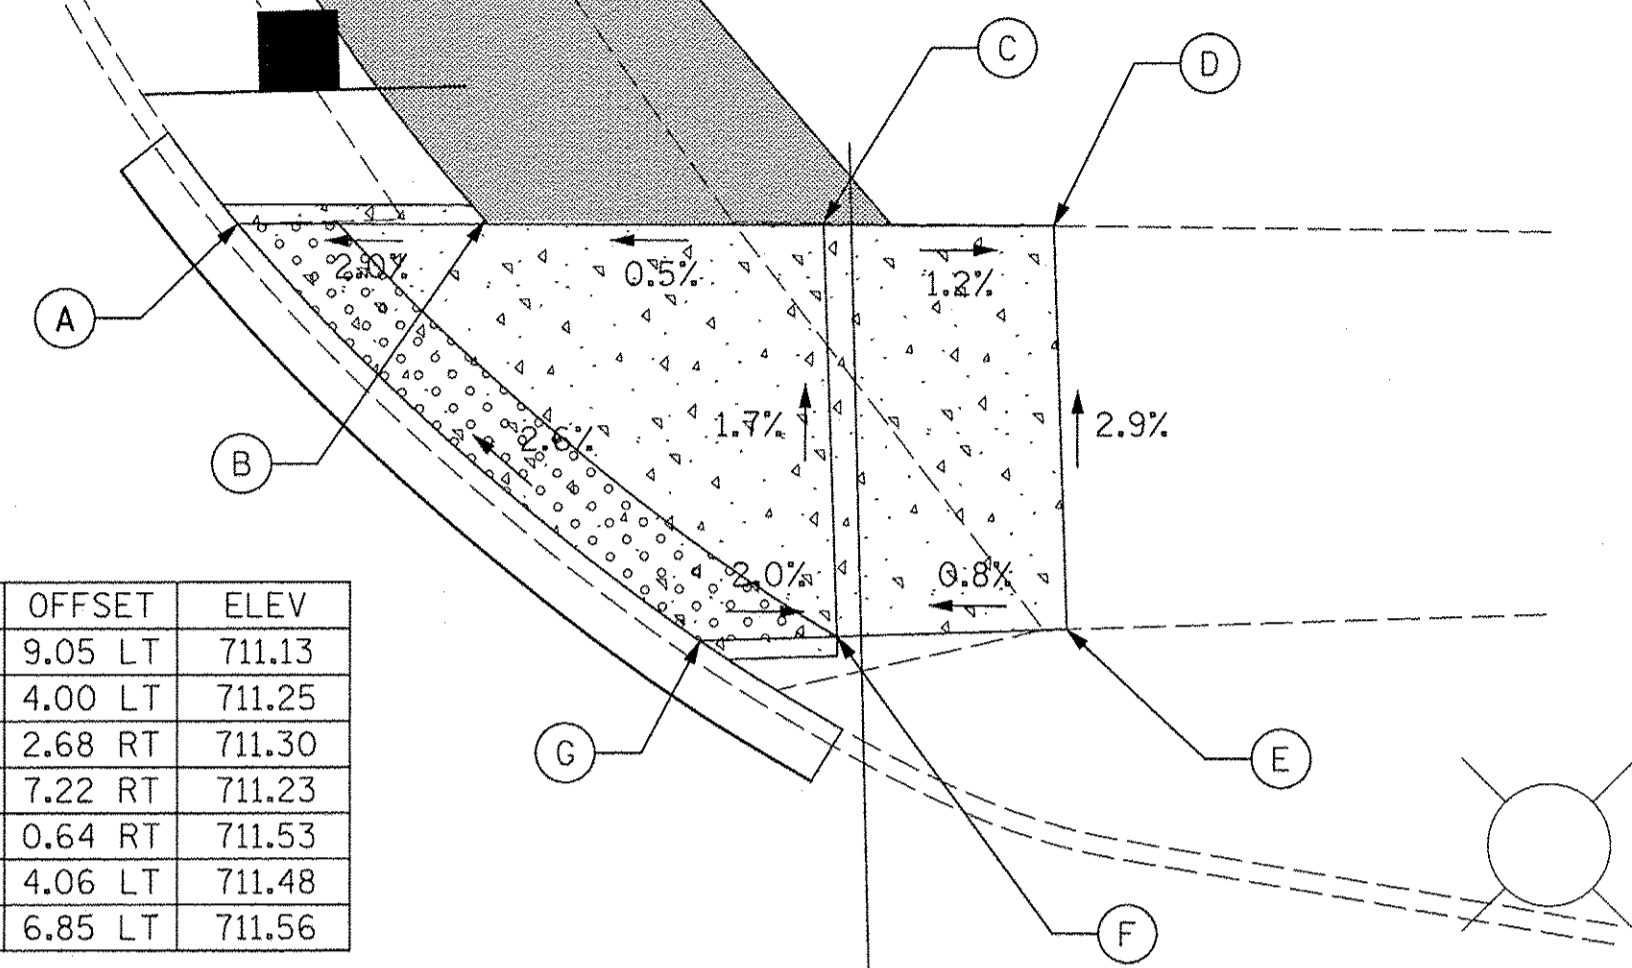 C
D
A
2.0%
0.5%
1.2%
B
2.6%
1.7%
2.9%
2.0%
0.8%
G
E
F
OFFSET ELEV
9.05 LT 711.13
4.00 LT 711.25
2.68 RT 711.30
7.22 RT 711.23
0.64 RT 711.53
4.06 LT 711.48
6.85 LT 711.56